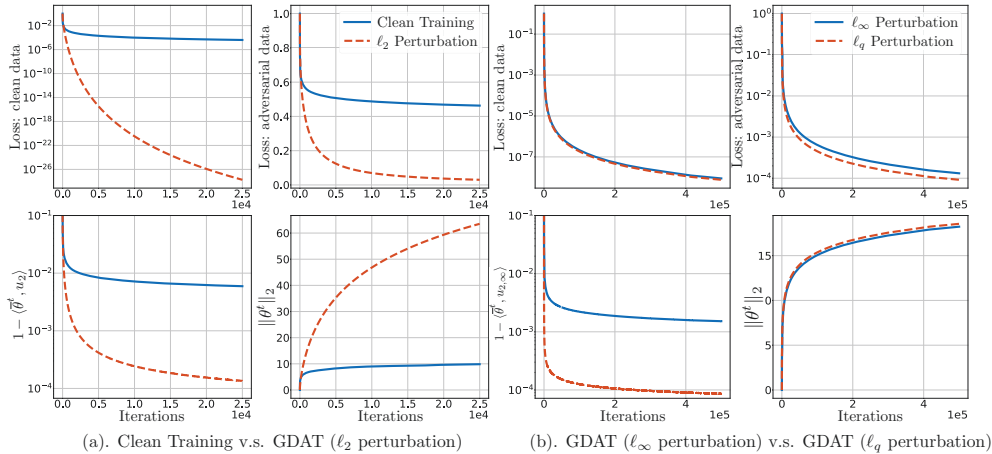 Loss: clean data
10⁻²
10⁻⁶
10⁻¹⁰
10⁻¹⁴
10⁻¹⁸
10⁻²²
10⁻²⁶
0.0 0.5 1.0 1.5 2.0 2.5
1e4
Loss: adversarial data
1.0
0.8
0.6
0.4
0.2
0.0
Clean Training
ℓ₂ Perturbation
0.0 0.5 1.0 1.5 2.0 2.5
1e4
Loss: clean data
10⁻¹
10⁻³
10⁻⁵
10⁻⁷
0 2 4
1e5
Loss: adversarial data
10⁰
10⁻¹
10⁻²
10⁻³
10⁻⁴
ℓ∞ Perturbation
ℓq Perturbation
0 2 4
1e5
1 − ⟨θ̄ᵗ, u₂⟩
10⁻¹
10⁻²
10⁻³
10⁻⁴
0.0 0.5 1.0 1.5 2.0 2.5
Iterations 1e4
‖θᵗ‖₂
60
50
40
30
20
10
0
0.0 0.5 1.0 1.5 2.0 2.5
Iterations 1e4
1 − ⟨θ̄ᵗ, u₂,∞⟩
10⁻¹
10⁻²
10⁻³
10⁻⁴
0 2 4
Iterations 1e5
‖θᵗ‖₂
15
0
0
0 2 4
Iterations 1e5
(a). Clean Training v.s. GDAT (ℓ₂ perturbation)
(b). GDAT (ℓ∞ perturbation) v.s. GDAT (ℓq perturbation)